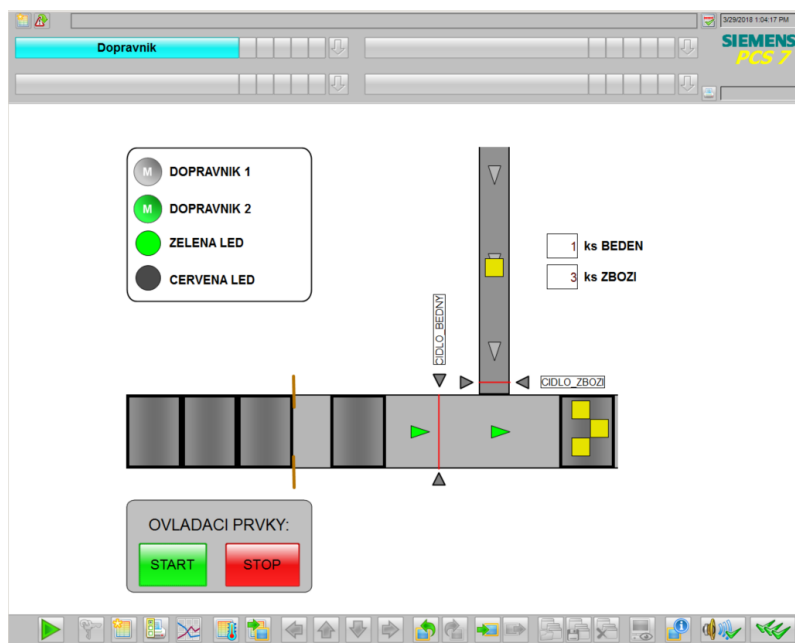 3/29/2018 1:04:17 PM
Dopravnik
SIEMENS
PCS 7
M DOPRAVNIK 1
M DOPRAVNIK 2
ZELENA LED
CERVENA LED
1 ks BEDEN
3 ks ZBOZI
CIDLO_BEDNY
CIDLO_ZBOZI
OVLADACI PRVKY:
START STOP